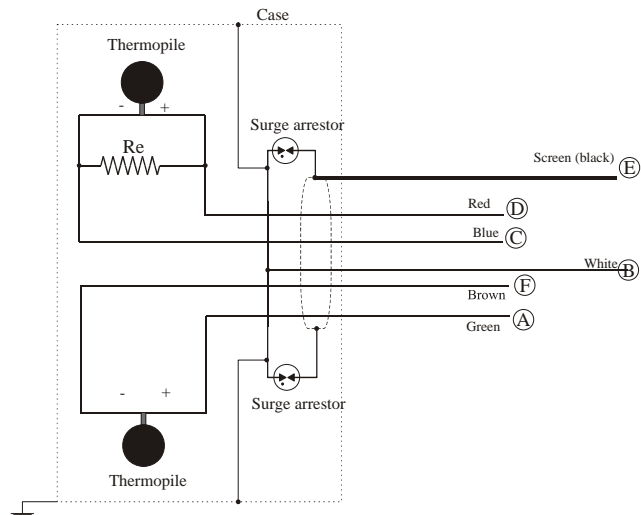 Case
Thermopile
- +
Surge arrestor
Re
Screen (black) E
Red D
Blue C
White B
F
Brown
Green A
- +
Surge arrestor
Thermopile